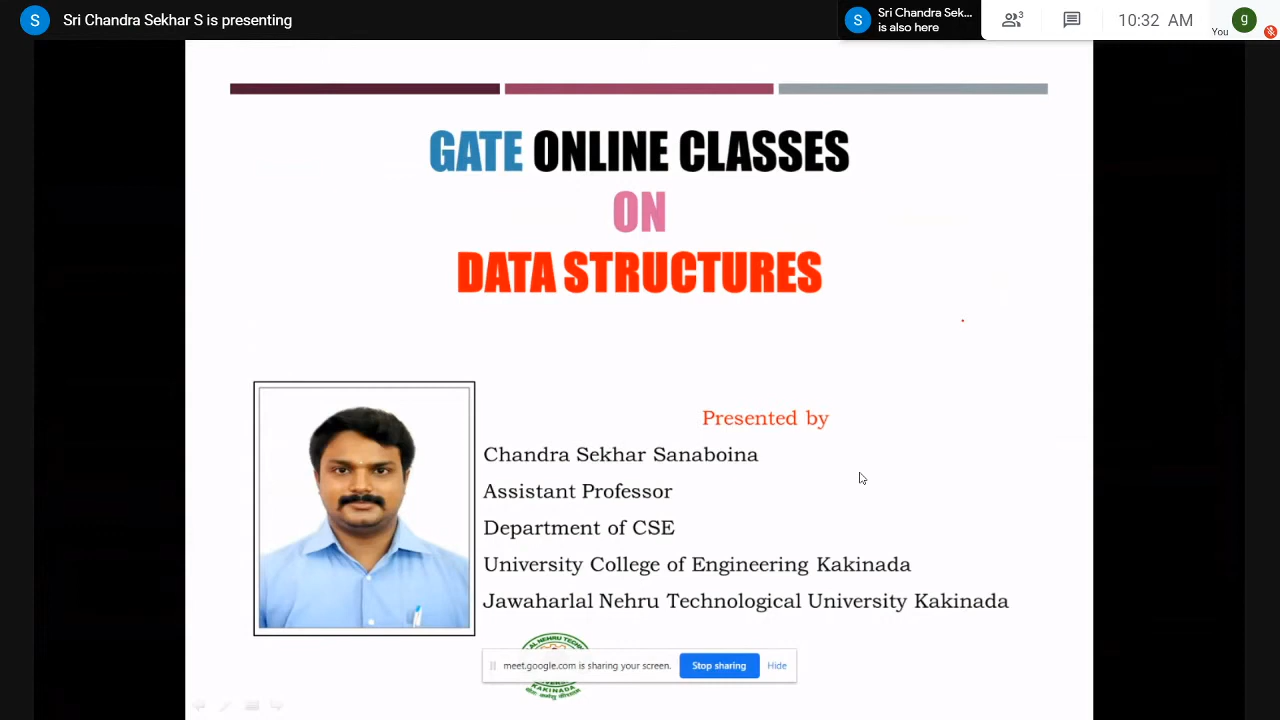 S Sri Chandra Sekhar S is presenting
S Sri Chandra Sek...
is also here
3
10:32 AM
You g
GATE ONLINE CLASSES
ON
DATA STRUCTURES
Presented by
Chandra Sekhar Sanaboina
Assistant Professor
Department of CSE
University College of Engineering Kakinada
Jawaharlal Nehru Technological University Kakinada
meet.google.com is sharing your screen. Stop sharing Hide
KAKINADA